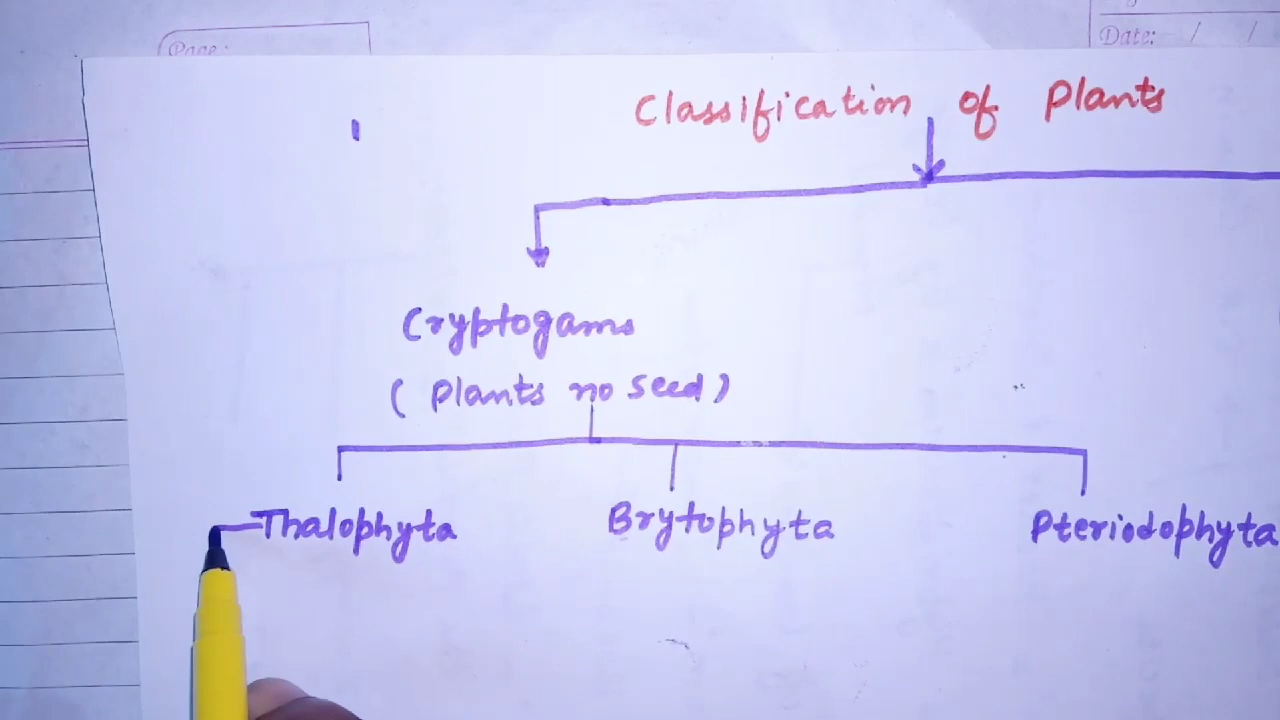 Page:
Date: / /
Classification of Plants
Cryptogams
( Plants no seed )
Thalophyta Brytophyta Pteriodophyta